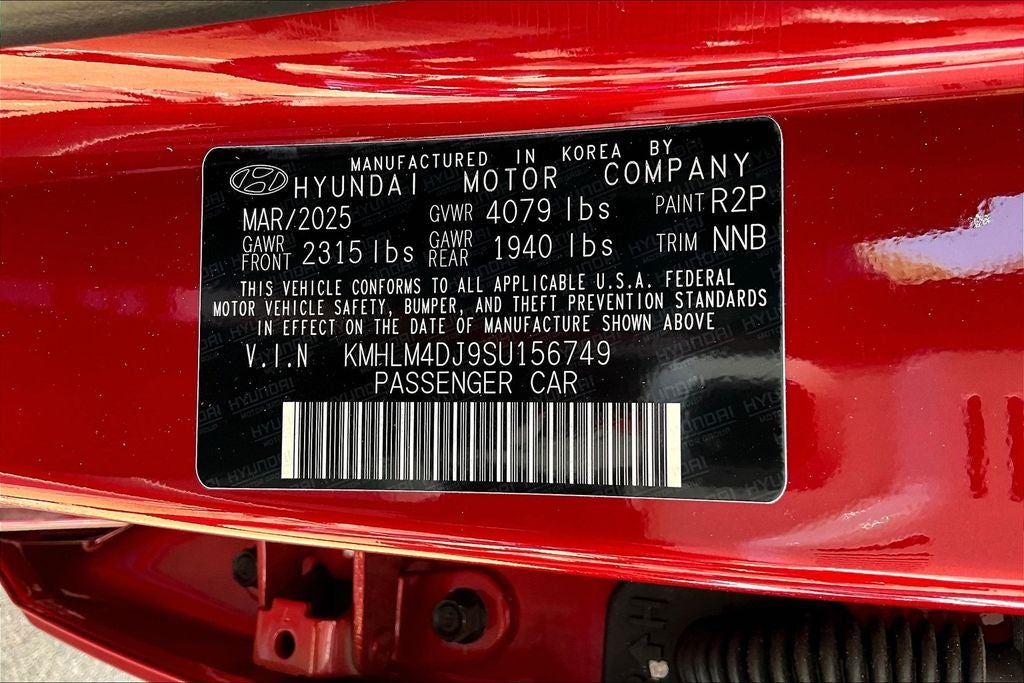 MANUFACTURED IN KOREA BY
HYUNDAI MOTOR COMPANY
MAR/2025 GVWR 4079 lbs PAINT R2P
GAWR FRONT 2315 lbs GAWR REAR 1940 lbs TRIM NNB
THIS VEHICLE CONFORMS TO ALL APPLICABLE U.S.A. FEDERAL
MOTOR VEHICLE SAFETY, BUMPER, AND THEFT PREVENTION STANDARDS
IN EFFECT ON THE DATE OF MANUFACTURE SHOWN ABOVE
V.I.N KMHLM4DJ9SU156749
PASSENGER CAR